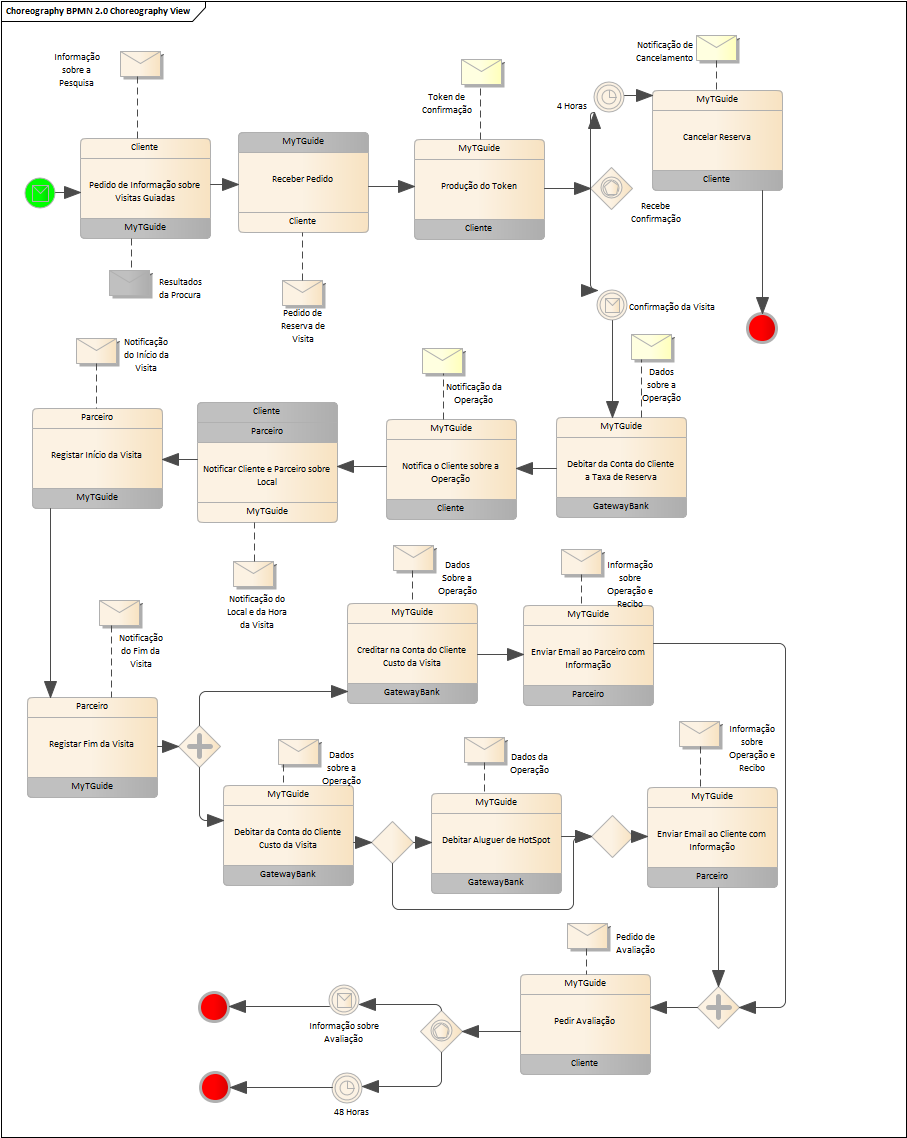 Choreography BPMN 2.0 Choreography View
Informação
sobre a
Pesquisa
Cliente
Pedido de Informação sobre
Visitas Guiadas
MyTGuide
Resultados
da Procura
MyTGuide
Receber Pedido
Cliente
Pedido de
Reserva de
Visita
Token de
Confirmação
MyTGuide
Produção do Token
Cliente
4 Horas
Recebe
Confirmação
Notificação de
Cancelamento
MyTGuide
Cancelar Reserva
Cliente
Confirmação da Visita
Dados
sobre a
Operação
MyTGuide
Debitar da Conta do Cliente
a Taxa de Reserva
GatewayBank
Notificação da
Operação
MyTGuide
Notifica o Cliente sobre a
Operação
Cliente
Cliente
Parceiro
Notificar Cliente e Parceiro sobre
Local
MyTGuide
Notificação do
Local e da Hora
da Visita
Notificação
do Início da
Visita
Parceiro
Registar Início da Visita
MyTGuide
Notificação
do Fim da
Visita
Parceiro
Registar Fim da Visita
MyTGuide
Dados
Sobre a
Operação
MyTGuide
Creditar na Conta do Cliente
Custo da Visita
GatewayBank
Informação
sobre
Operação e
Recibo
MyTGuide
Enviar Email ao Parceiro com
Informação
Parceiro
Dados
sobre a
Operação
MyTGuide
Debitar da Conta do Cliente
Custo da Visita
GatewayBank
Dados da
Operação
MyTGuide
Debitar Aluguer de HotSpot
GatewayBank
Informação
sobre
Operação e
Recibo
MyTGuide
Enviar Email ao Cliente com
Informação
Parceiro
Pedido de
Avaliação
MyTGuide
Pedir Avaliação
Cliente
Informação sobre
Avaliação
48 Horas